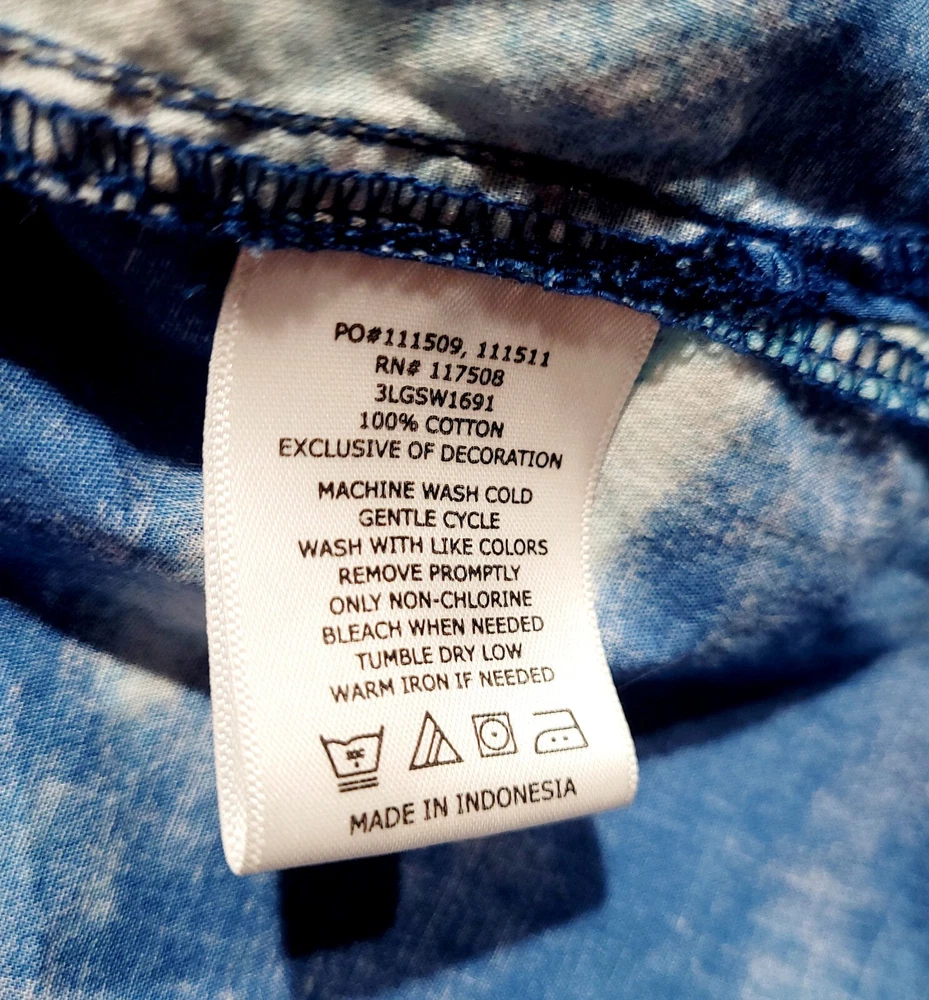 PO#111509, 111511
RN# 117508
3LGSW1691
100% COTTON
EXCLUSIVE OF DECORATION
MACHINE WASH COLD
GENTLE CYCLE
WASH WITH LIKE COLORS
REMOVE PROMPTLY
ONLY NON-CHLORINE
BLEACH WHEN NEEDED
TUMBLE DRY LOW
WARM IRON IF NEEDED
MADE IN INDONESIA